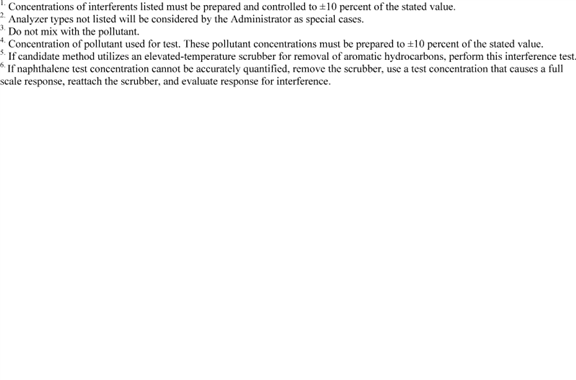 1. Concentrations of interferents listed must be prepared and controlled to ±10 percent of the stated value.
2. Analyzer types not listed will be considered by the Administrator as special cases.
3. Do not mix with the pollutant.
4. Concentration of pollutant used for test. These pollutant concentrations must be prepared to ±10 percent of the stated value.
5. If candidate method utilizes an elevated-temperature scrubber for removal of aromatic hydrocarbons, perform this interference test.
6. If naphthalene test concentration cannot be accurately quantified, remove the scrubber, use a test concentration that causes a full
scale response, reattach the scrubber, and evaluate response for interference.